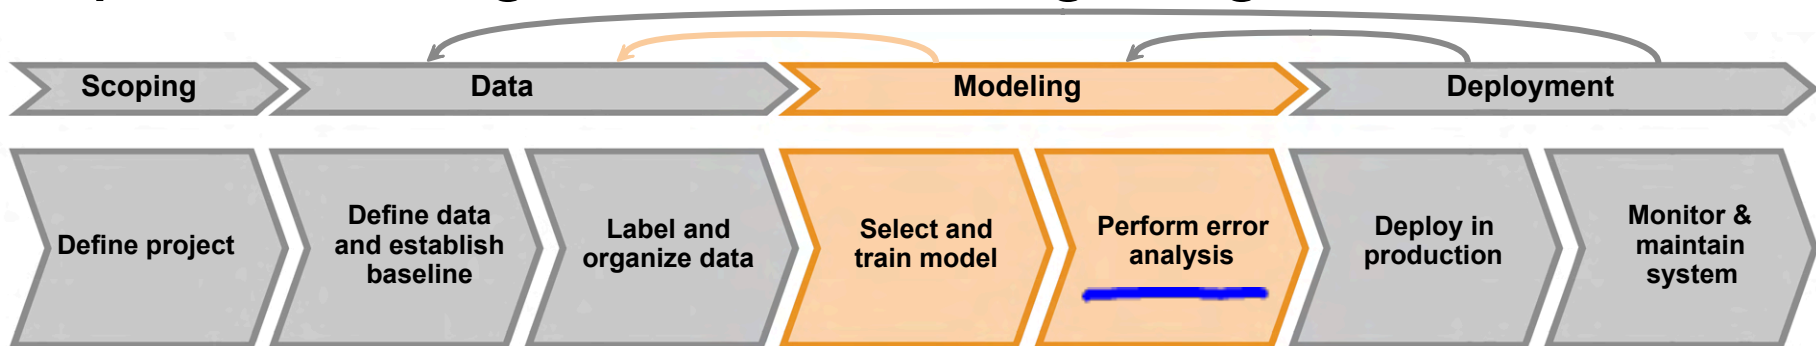 Scoping
Data
Modeling
Deployment
Define project
Define data
and establish
baseline
Label and
organize data
Select and
train model
Perform error
analysis
Deploy in
production
Monitor &
maintain
system